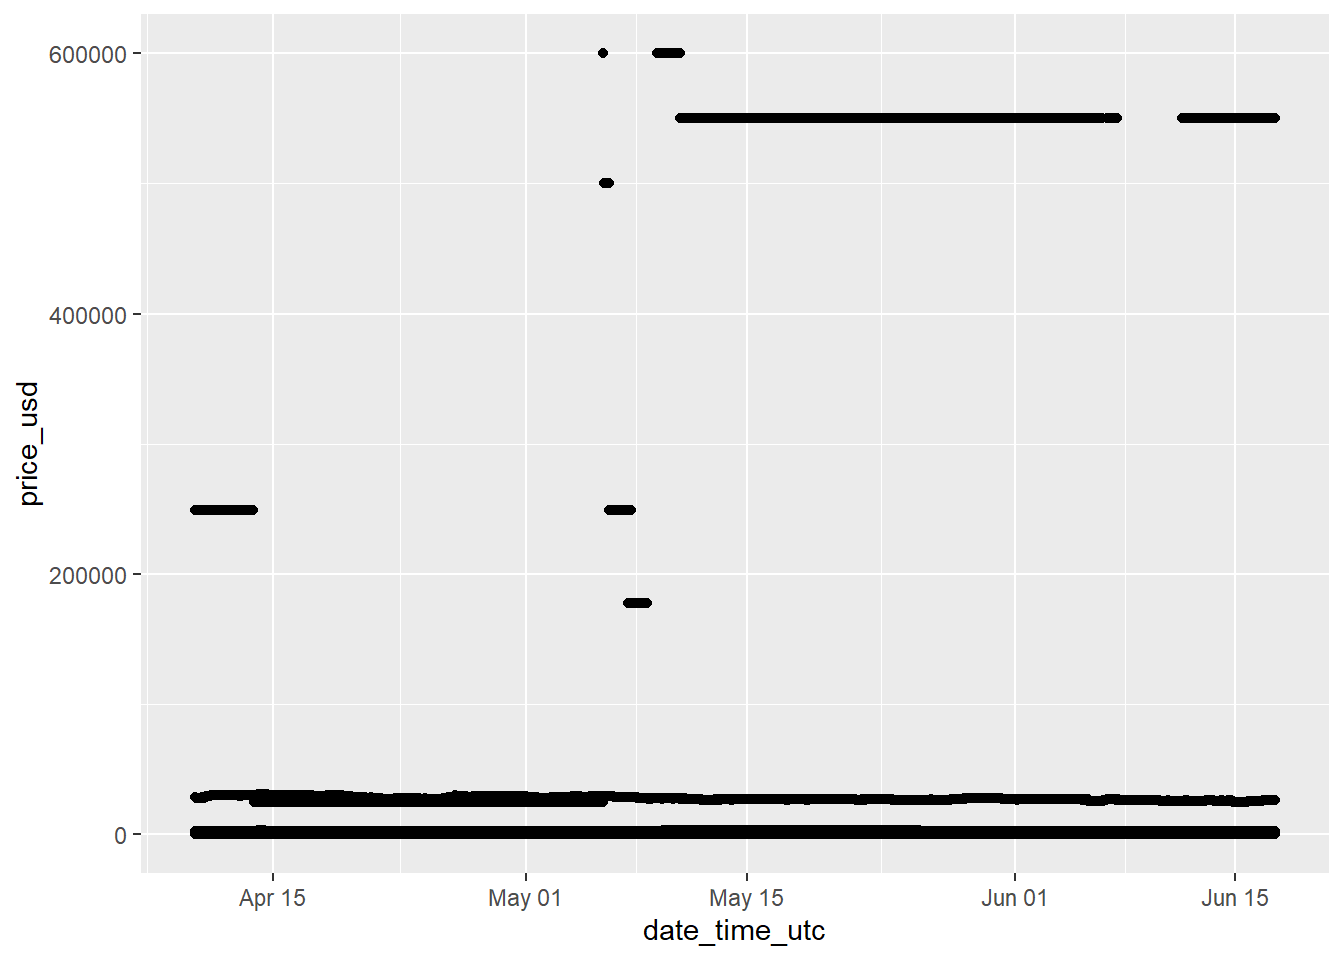 600000
400000
200000
0
price_usd
Apr 15
May 01
May 15
Jun 01
Jun 15
date_time_utc